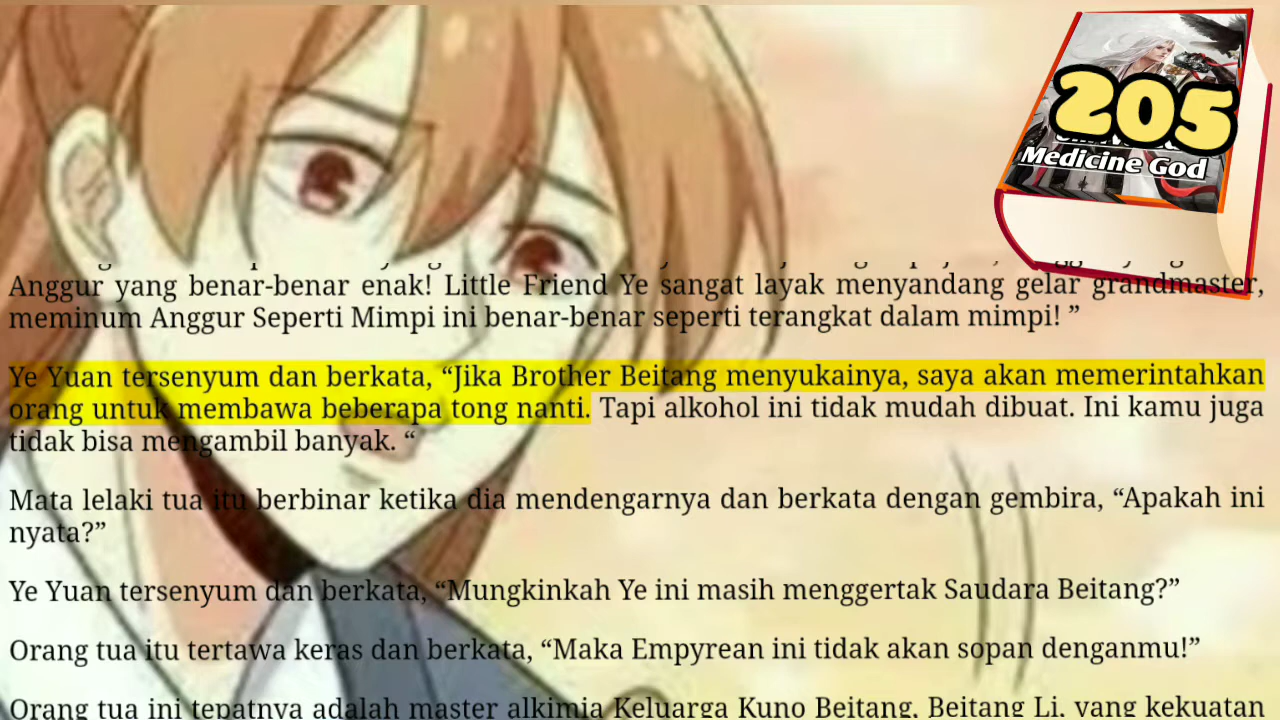 205
Medicine God
Anggur yang benar-benar enak! Little Friend Ye sangat layak menyandang gelar grandmaster,
meminum Anggur Seperti Mimpi ini benar-benar seperti terangkat dalam mimpi! ”
Ye Yuan tersenyum dan berkata, “Jika Brother Beitang menyukainya, saya akan memerintahkan
orang untuk membawa beberapa tong nanti. Tapi alkohol ini tidak mudah dibuat. Ini kamu juga
tidak bisa mengambil banyak. “
Mata lelaki tua itu berbinar ketika dia mendengarnya dan berkata dengan gembira, “Apakah ini
nyata?”
Ye Yuan tersenyum dan berkata, “Mungkinkah Ye ini masih menggertak Saudara Beitang?”
Orang tua itu tertawa keras dan berkata, “Maka Empyrean ini tidak akan sopan denganmu!”
Orang tua ini tepatnya adalah master alkimia Keluarga Kuno Beitang, Beitang Li, yang kekuatan